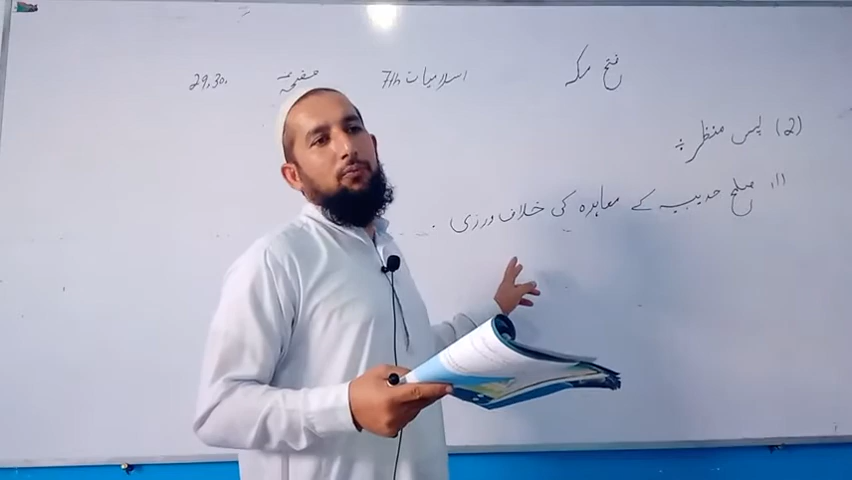 فتح مکہ اسلامیات 7th صفحہ 29,30.
(2) پس منظر :
(1) صلح حدیبیہ کے معاہدہ کی خلاف ورزی .